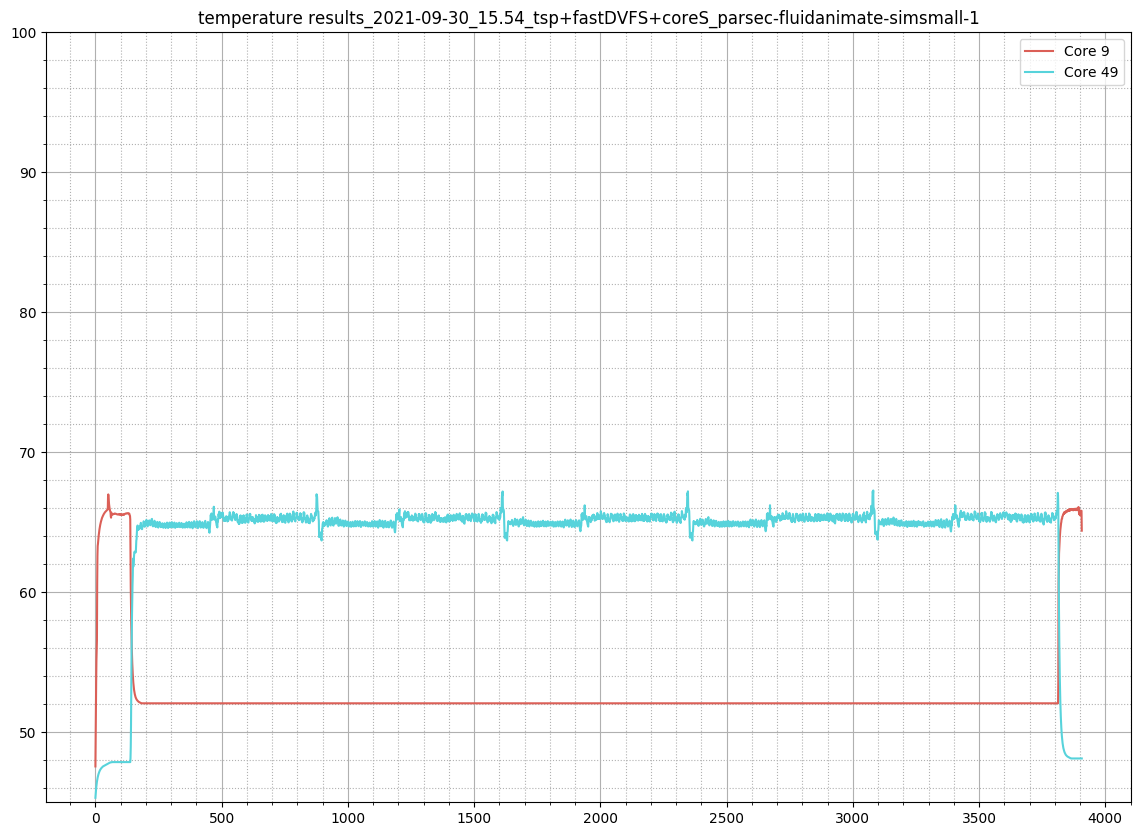 temperature results_2021-09-30_15.54_tsp+fastDVFS+coreS_parsec-fluidanimate-simsmall-1
Core 9
Core 49
100
90
80
70
60
50
0 500 1000 1500 2000 2500 3000 3500 4000